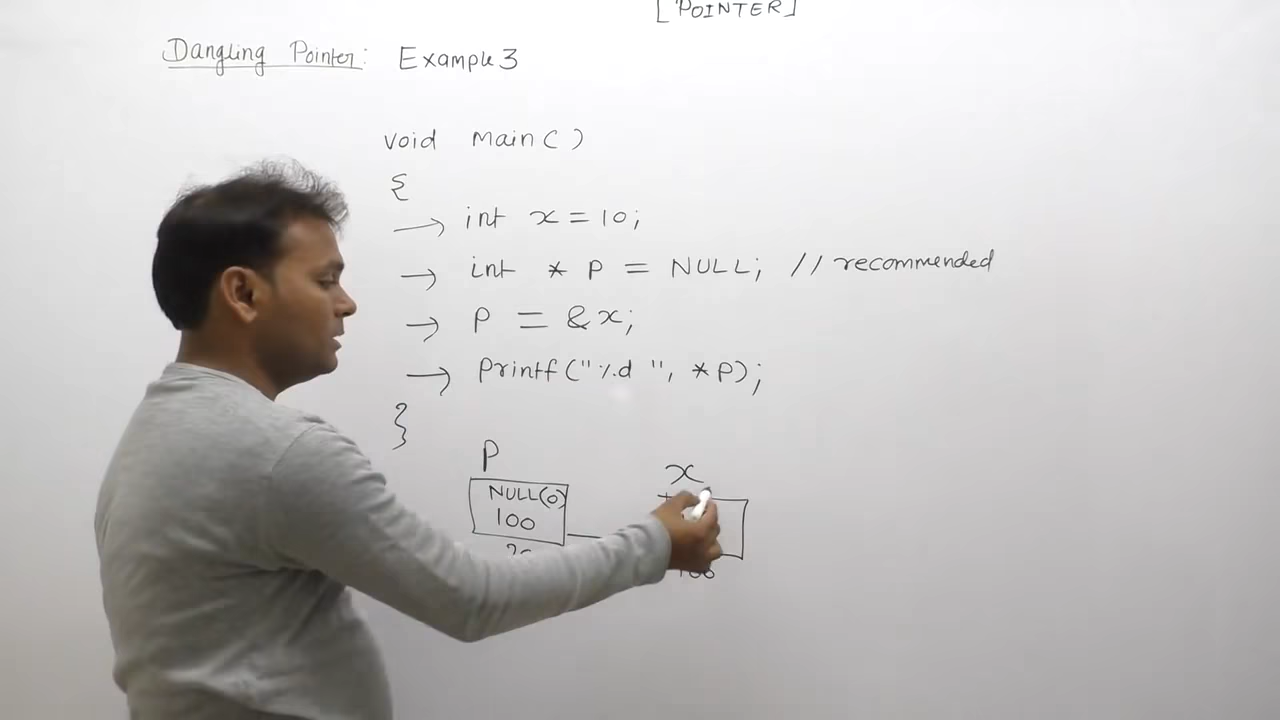 [POINTER]
Dangling Pointer: Example 3
void main()
{
→ int x = 10;
→ int * P = NULL; // recommended
→ P = &x;
→ Printf("%d ", *P);
}
P
x
NULL(0)
100
100